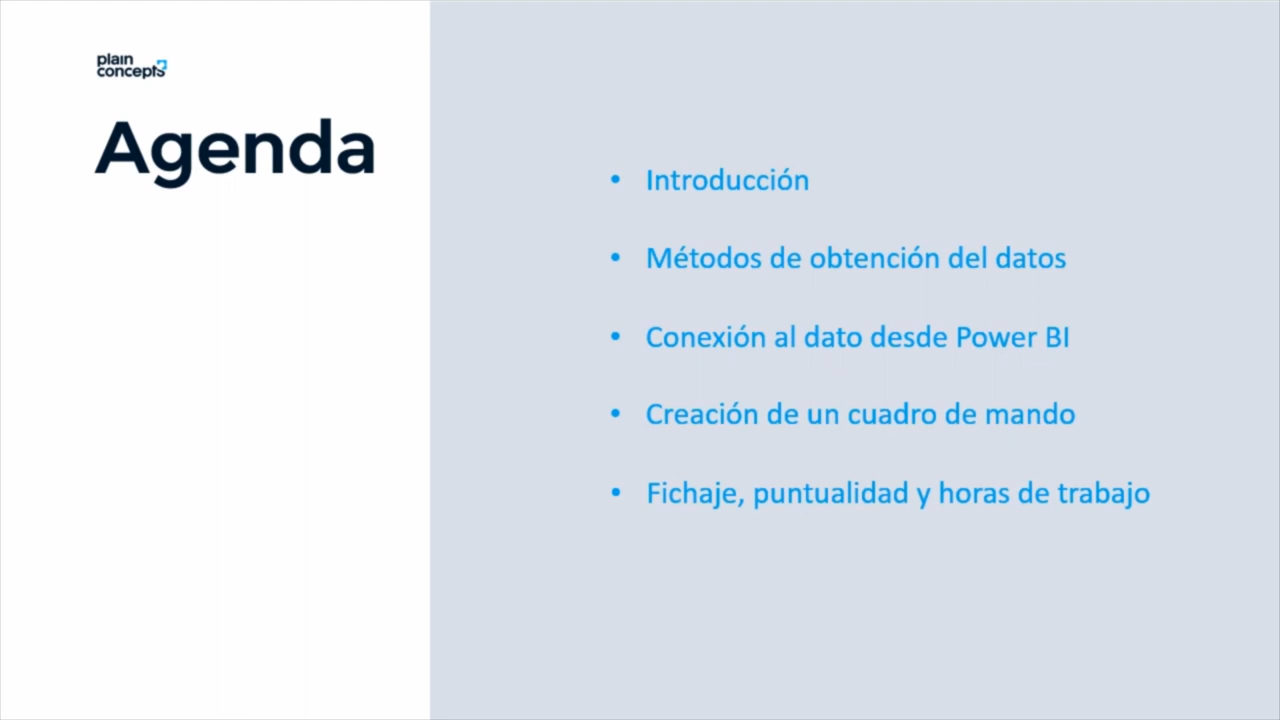 plain
concepts
Agenda
• Introducción
• Métodos de obtención del datos
• Conexión al dato desde Power BI
• Creación de un cuadro de mando
• Fichaje, puntualidad y horas de trabajo